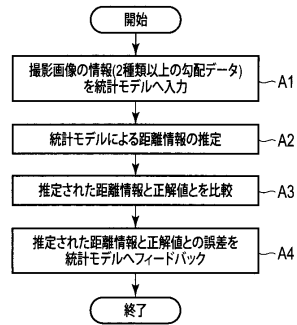 開始
撮影画像の情報(2種類以上の勾配データ)
を統計モデルへ入力
A1
統計モデルによる距離情報の推定
A2
推定された距離情報と正解値とを比較
A3
推定された距離情報と正解値との誤差を
統計モデルへフィードバック
A4
終了